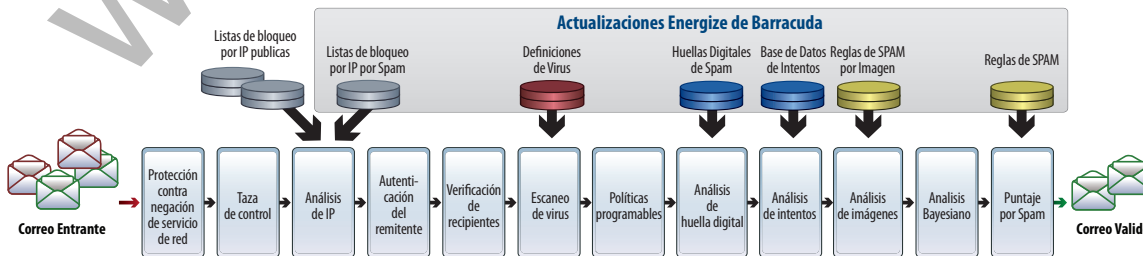 Actualizaciones Energize de Barracuda
Listas de bloqueo
por IP publicas
Listas de bloqueo
por IP por Spam
Definiciones
de Virus
Huellas Digitales
de Spam
Base de Datos
de Intentos
Reglas de SPAM
por Imagen
Reglas de SPAM
Correo Entrante
Protección
contra
negación
de servicio
de red
Taza
de control
Análisis
de IP
Autenti-
cación
del
remitente
Verificación
de
recipientes
Escaneo
de virus
Políticas
programables
Análisis
de
huella digital
Análisis
de intentos
Análisis
de imágenes
Analisis
Bayesiano
Puntaje
por Spam
Correo Valid